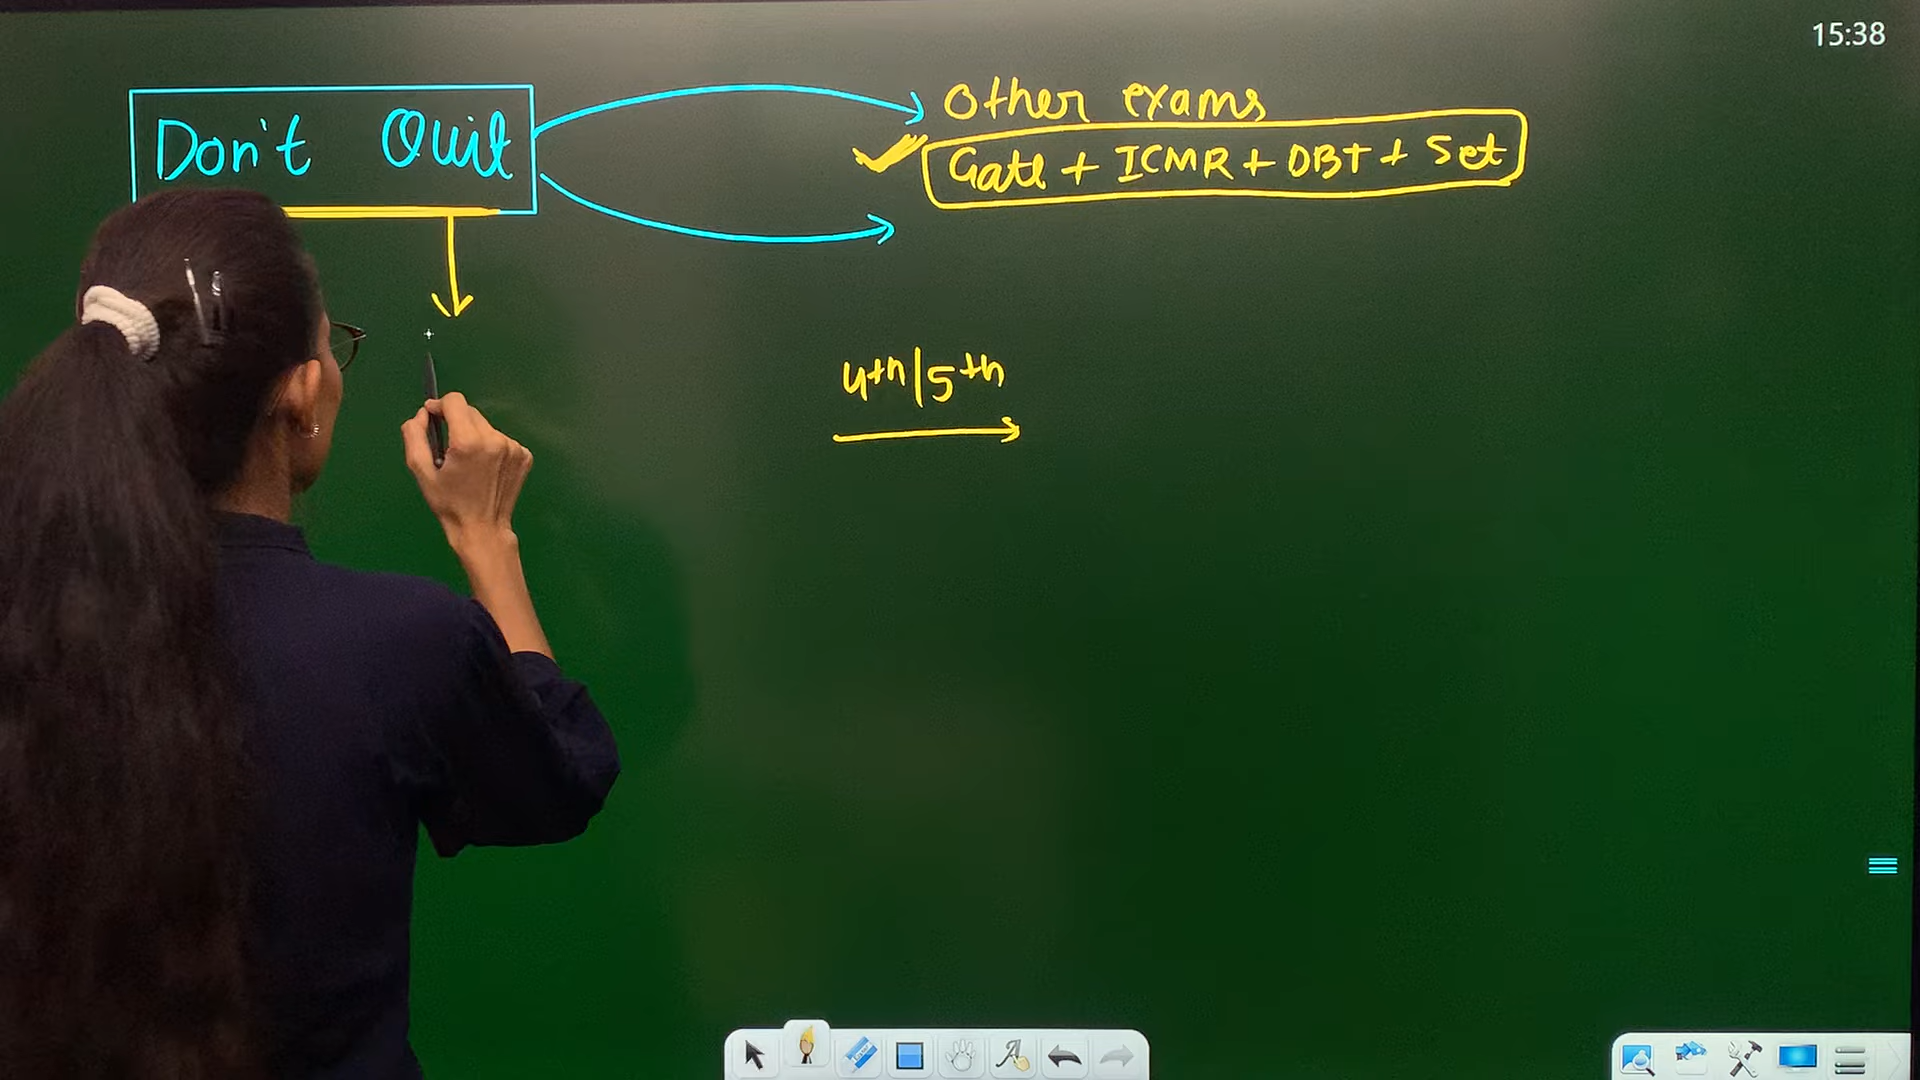 15:38
Don't Quit
Other exams
Gate + ICMR + DBT + Set
4th|5th